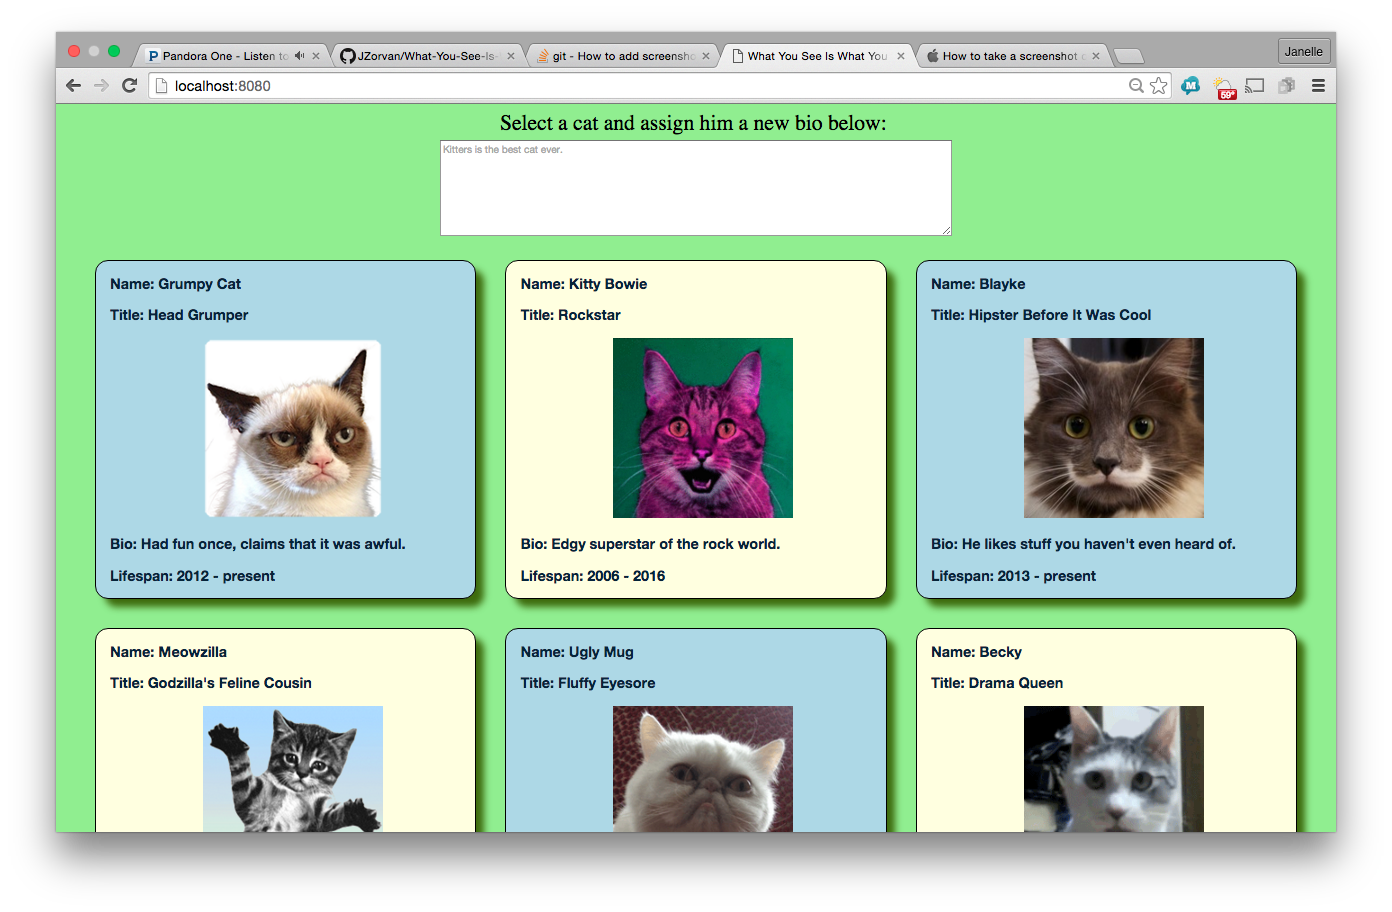 Pandora One - Listen to
JZorvan/What-You-See-Is-
git - How to add screensho
What You See Is What You
How to take a screenshot o
Janelle
localhost:8080
M
59°
Select a cat and assign him a new bio below:
Kitters is the best cat ever.
Name: Grumpy Cat
Title: Head Grumper
Bio: Had fun once, claims that it was awful.
Lifespan: 2012 - present
Name: Kitty Bowie
Title: Rockstar
Bio: Edgy superstar of the rock world.
Lifespan: 2006 - 2016
Name: Blayke
Title: Hipster Before It Was Cool
Bio: He likes stuff you haven't even heard of.
Lifespan: 2013 - present
Name: Meowzilla
Title: Godzilla's Feline Cousin
Name: Ugly Mug
Title: Fluffy Eyesore
Name: Becky
Title: Drama Queen